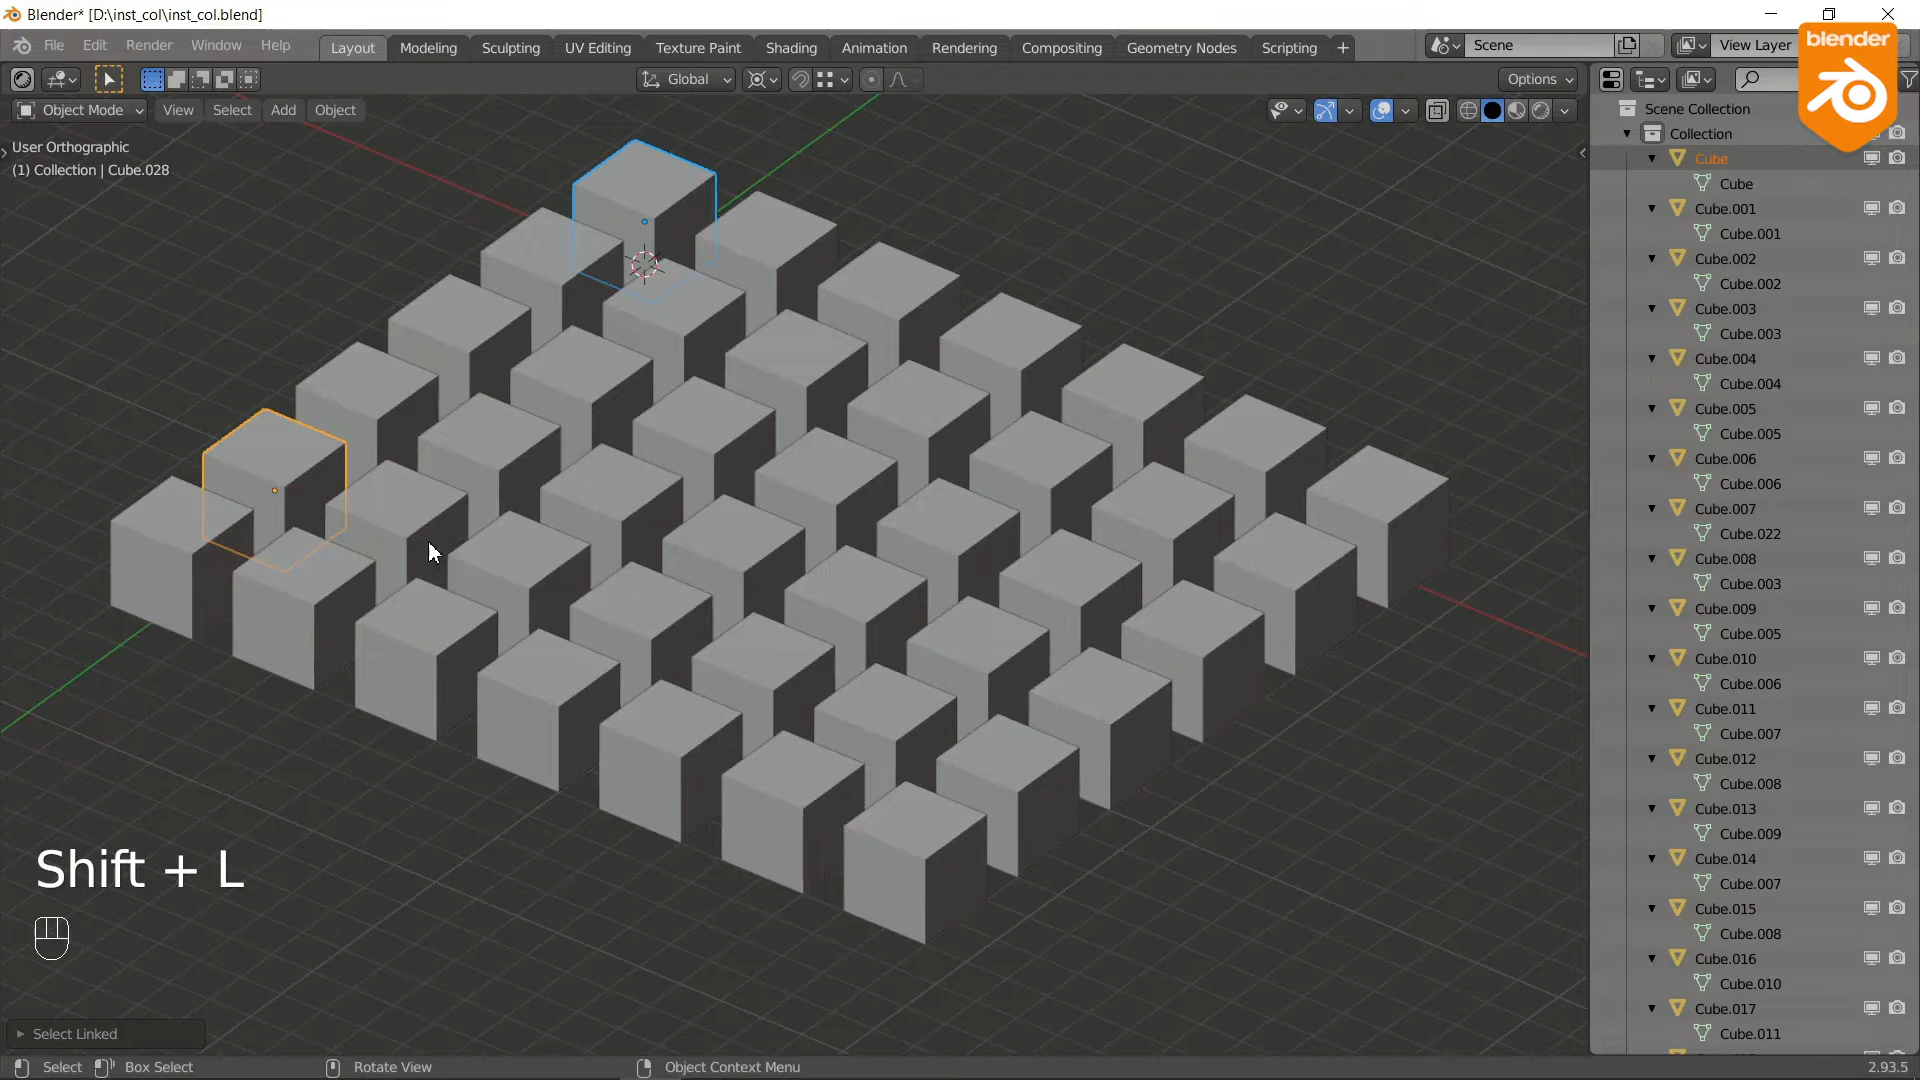 Blender* [D:\inst_col\inst_col.blend]
File Edit Render Window Help Layout Modeling Sculpting UV Editing Texture Paint Shading Animation Rendering Compositing Geometry Nodes Scripting + Scene View Layer
blender
Global Options
Object Mode View Select Add Object
User Orthographic
(1) Collection | Cube.028
Scene Collection
Collection
Cube
Cube
Cube.001
Cube.001
Cube.002
Cube.002
Cube.003
Cube.003
Cube.004
Cube.004
Cube.005
Cube.005
Cube.006
Cube.006
Cube.007
Cube.022
Cube.008
Cube.003
Cube.009
Cube.005
Cube.010
Cube.006
Cube.011
Cube.007
Cube.012
Cube.008
Cube.013
Cube.009
Cube.014
Cube.007
Cube.015
Cube.008
Cube.016
Cube.010
Cube.017
Cube.011
Shift + L
Select Linked
Select Box Select Rotate View Object Context Menu 2.93.5